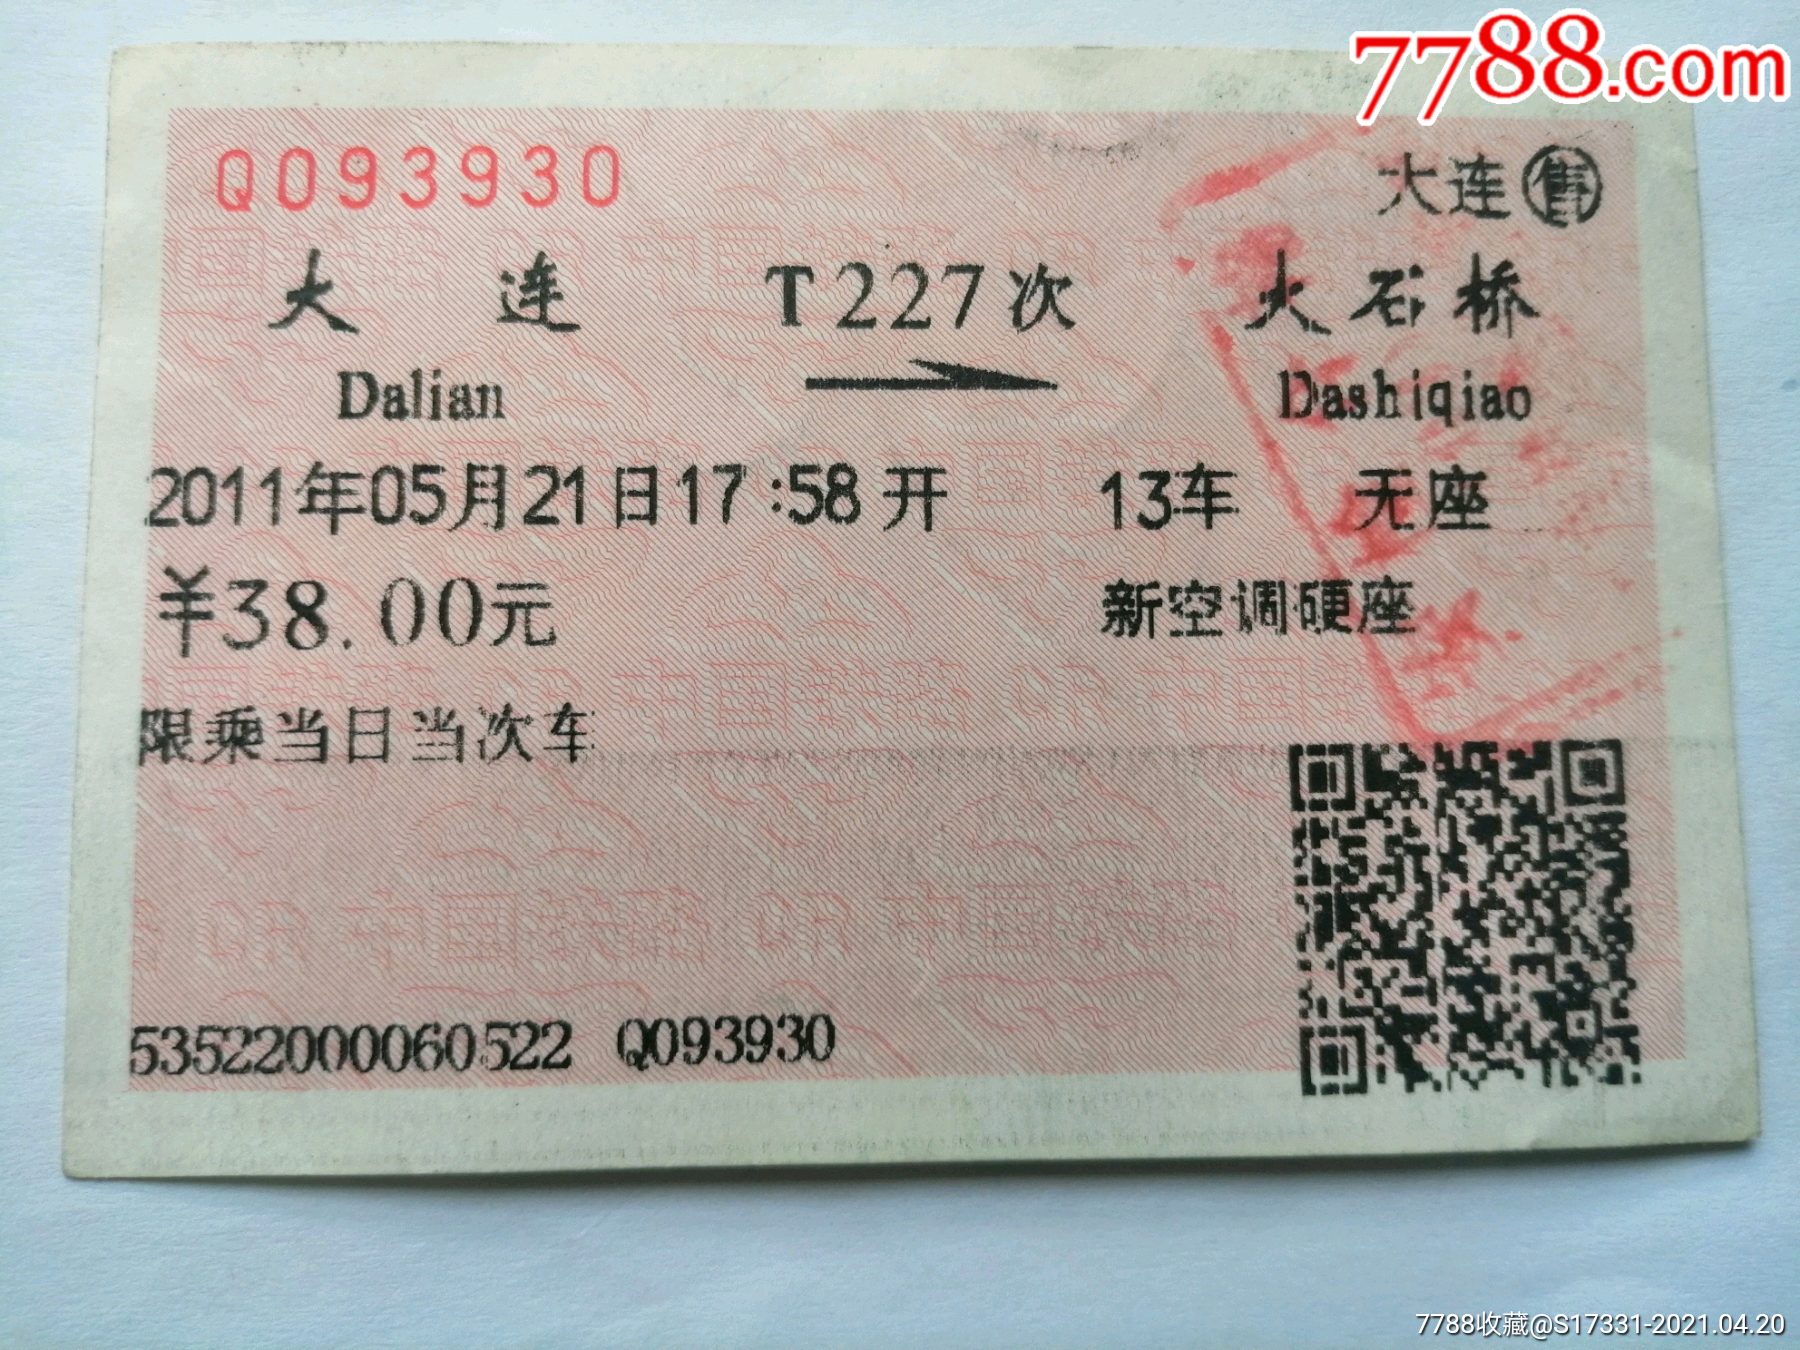 7788.com
Q093930
大连售
大连 T227次 大石桥
Dalian Dashiqiao
2011年05月21日17:58开 13车 无座
¥38.00元 新空调硬座
限乘当日当次车
53522000060522 Q093930
7788收藏@S17331-2021.04.20